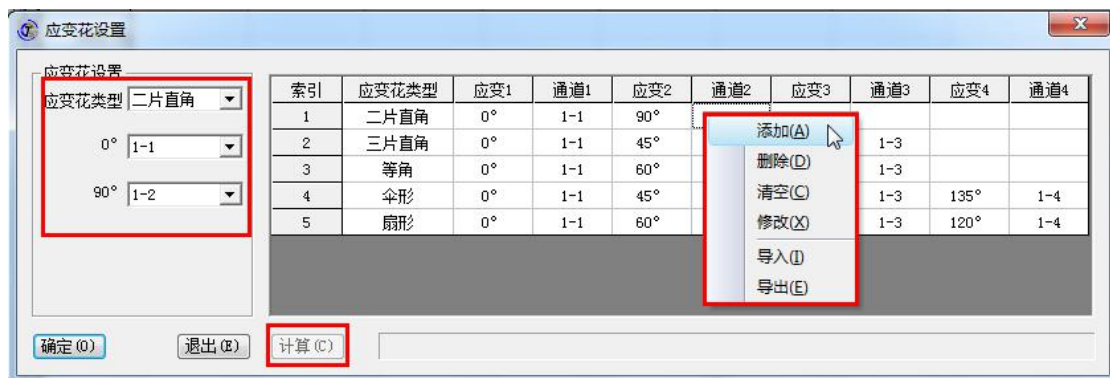 应变花设置
应变花设置
应变花类型 二片直角
0° 1-1
90° 1-2
索引 应变花类型 应变1 通道1 应变2 通道2 应变3 通道3 应变4 通道4
1 二片直角 0° 1-1 90°
2 三片直角 0° 1-1 45° 1-3
3 等角 0° 1-1 60° 1-3
4 伞形 0° 1-1 45° 1-3 135° 1-4
5 扇形 0° 1-1 60° 1-3 120° 1-4
添加(A)
删除(D)
清空(C)
修改(X)
导入(I)
导出(E)
确定(O) 退出(E) 计算(C)